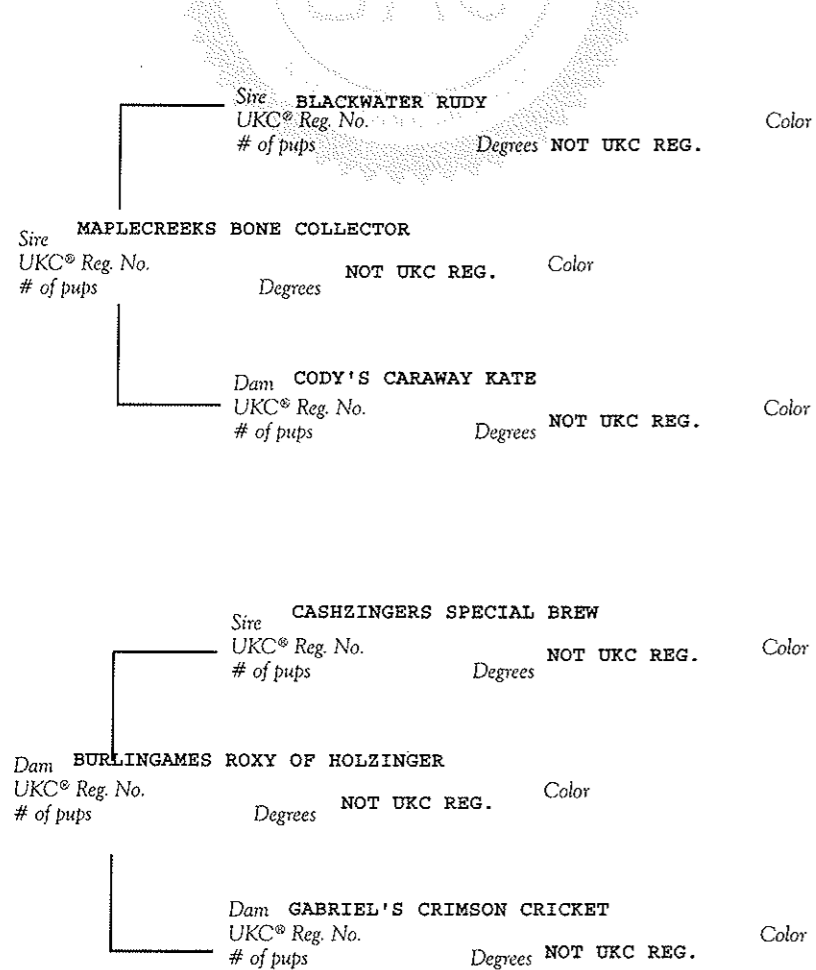 UKC
Sire BLACKWATER RUDY
UKC® Reg. No. Color
# of pups Degrees NOT UKC REG.
Sire MAPLECREEKS BONE COLLECTOR
UKC® Reg. No. NOT UKC REG. Color
# of pups Degrees
Dam CODY'S CARAWAY KATE
UKC® Reg. No. Color
# of pups Degrees NOT UKC REG.
Sire CASHZINGERS SPECIAL BREW
UKC® Reg. No. NOT UKC REG. Color
# of pups Degrees
Dam BURLINGAMES ROXY OF HOLZINGER
UKC® Reg. No. NOT UKC REG. Color
# of pups Degrees
Dam GABRIEL'S CRIMSON CRICKET
UKC® Reg. No. Color
# of pups Degrees NOT UKC REG.